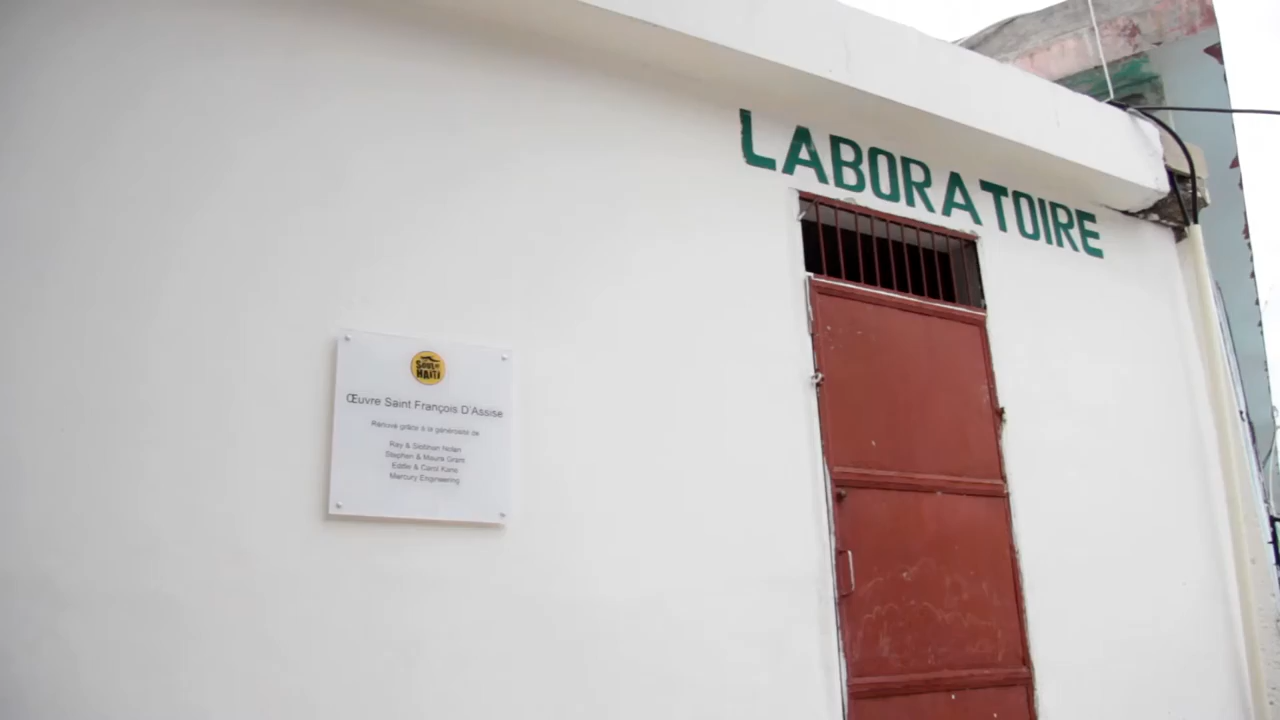 LABORATOIRE
SOUL OF
HAITI
Œuvre Saint François D'Assise
Rénové grâce à la générosité de
Ray & Siobhan Nolan
Stephen & Maura Grant
Eddie & Carol Kane
Mercury Engineering